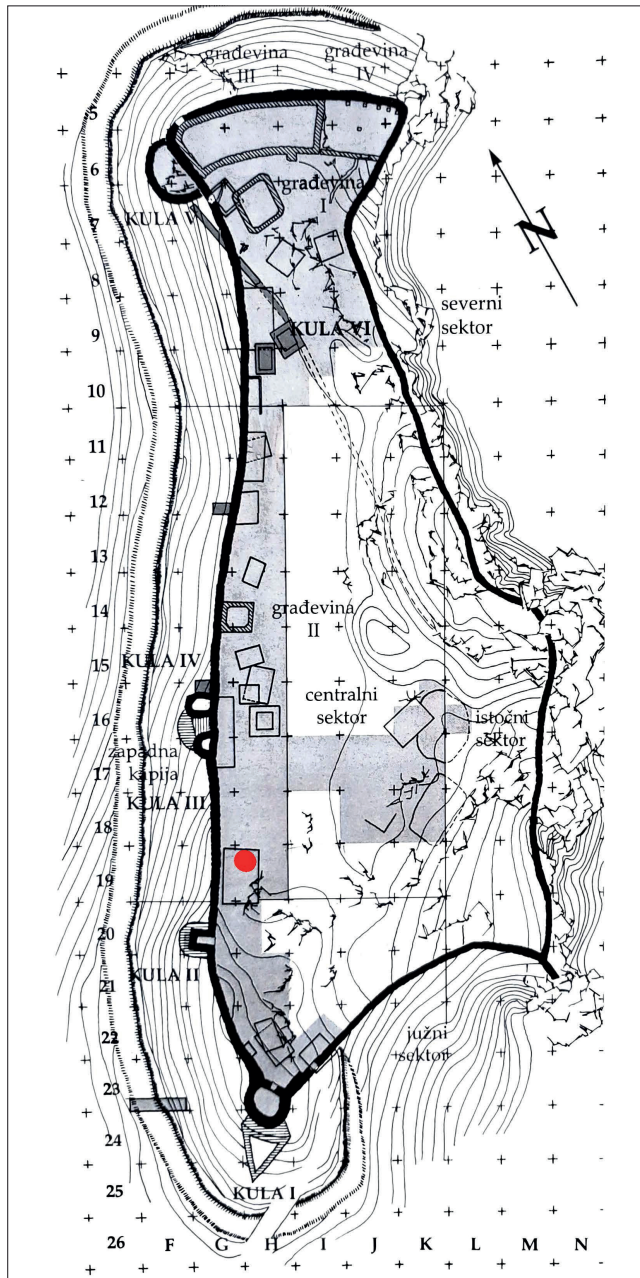 građevina
III
građevina
IV
5
6
građevina
I
KULA V
7
8
N
severni
sektor
KULA VI
9
10
11
12
13
14
građevina
II
15
KULA IV
centralni
sektor
16
istočni
sektor
zapadna
kapija
17
KULA III
18
19
20
KULA II
21
22
južni
sektor
23
24
KULA I
25
26 F G H I J K L M N